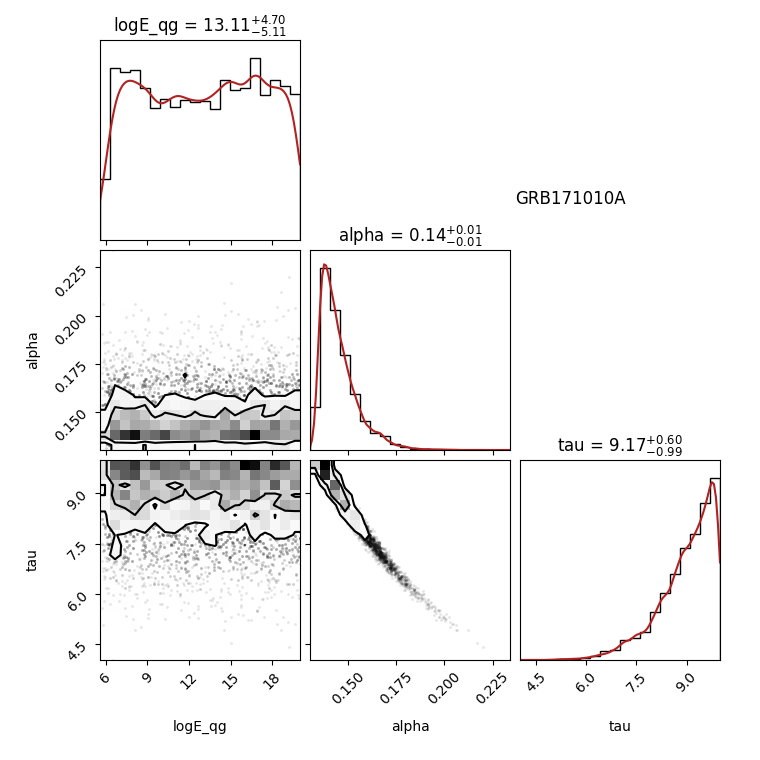 logE_qg = 13.11^{+4.70}_{-5.11}
GRB171010A
alpha = 0.14^{+0.01}_{-0.01}
alpha
0.225
0.200
0.175
0.150
tau = 9.17^{+0.60}_{-0.99}
tau
9.0
7.5
6.0
4.5
6 9 12 15 18
0.150 0.175 0.200 0.225
4.5 6.0 7.5 9.0
logE_qg alpha tau